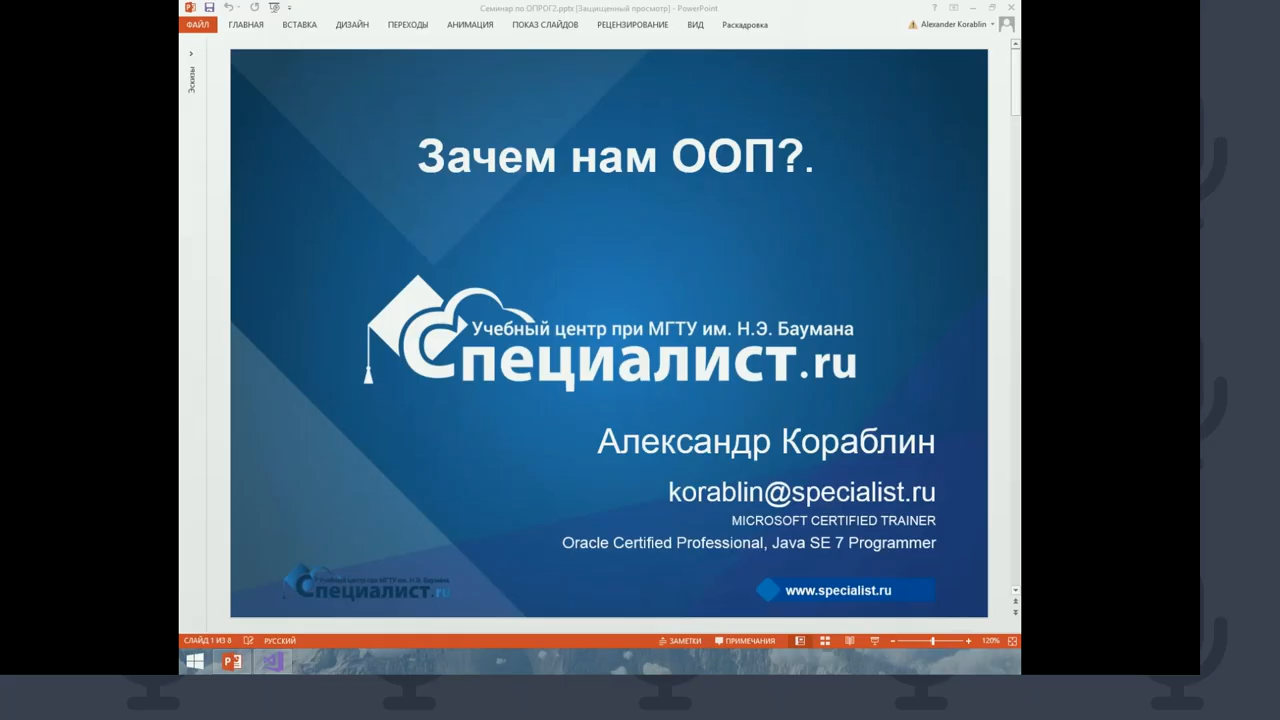 Семинар по ОПРОГ2.pptx [Защищенный просмотр] - PowerPoint
ФАЙЛ ГЛАВНАЯ ВСТАВКА ДИЗАЙН ПЕРЕХОДЫ АНИМАЦИЯ ПОКАЗ СЛАЙДОВ РЕЦЕНЗИРОВАНИЕ ВИД Раскадровка Alexander Korablin
Эскизы
Зачем нам ООП?.
Учебный центр при МГТУ им. Н.Э. Баумана
Специалист.ru
Александр Кораблин
korablin@specialist.ru
MICROSOFT CERTIFIED TRAINER
Oracle Certified Professional, Java SE 7 Programmer
Учебный центр при МГТУ им. Н.Э. Баумана
Специалист.ru
www.specialist.ru
СЛАЙД 1 ИЗ 8 РУССКИЙ ЗАМЕТКИ ПРИМЕЧАНИЯ 120%